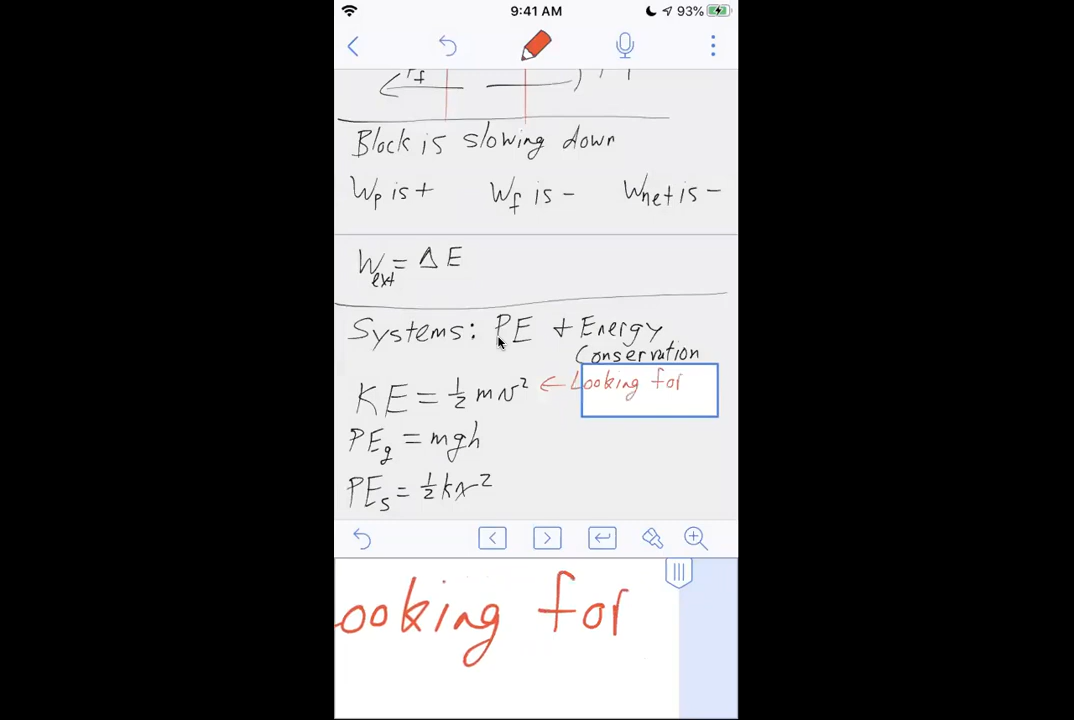 9:41 AM 93%
Block is slowing down
Wp is + Wf is - Wnet is -
Wext = Δ E
Systems: PE + Energy
Conservation
KE = 1/2 mv² ← Looking for
PEg = mgh
PEs = 1/2 kx²
ooking for